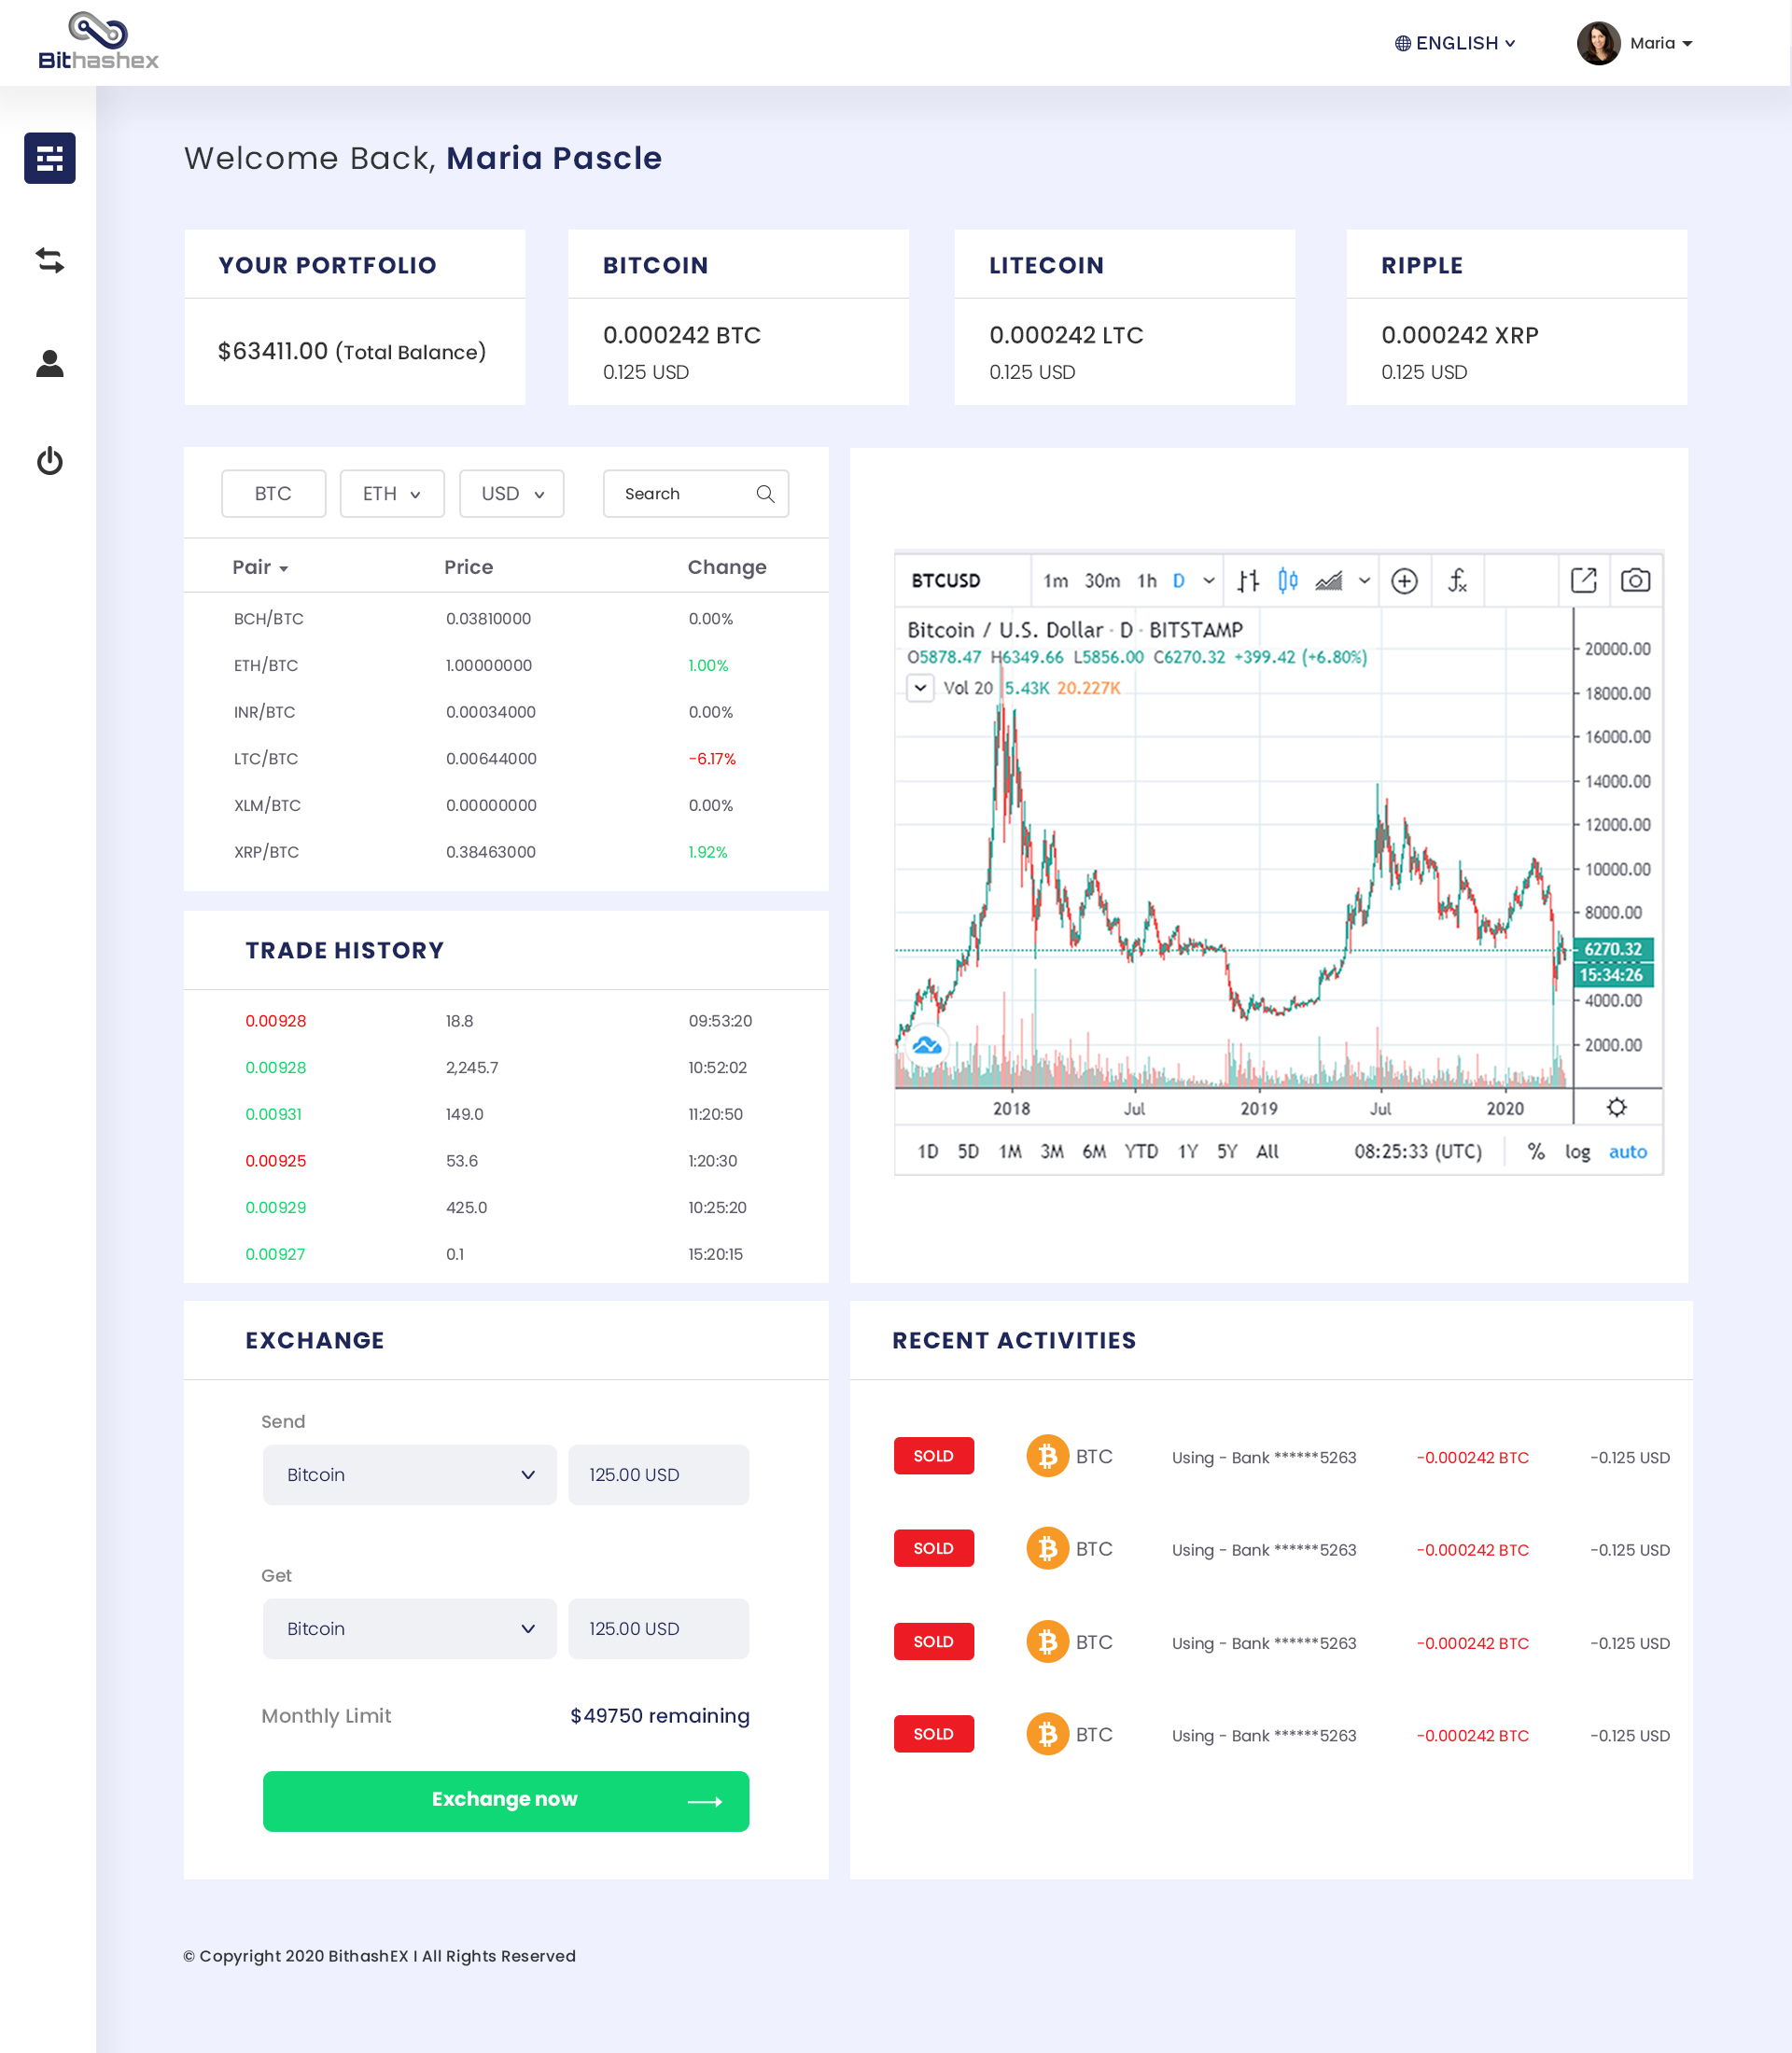 Bithashex
ENGLISH
Maria
Welcome Back, Maria Pascle
YOUR PORTFOLIO
$63411.00 (Total Balance)
BITCOIN
0.000242 BTC
0.125 USD
LITECOIN
0.000242 LTC
0.125 USD
RIPPLE
0.000242 XRP
0.125 USD
BTC ETH USD Search
Pair Price Change
BCH/BTC 0.03810000 0.00%
ETH/BTC 1.00000000 1.00%
INR/BTC 0.00034000 0.00%
LTC/BTC 0.00644000 -6.17%
XLM/BTC 0.00000000 0.00%
XRP/BTC 0.38463000 1.92%
BTCUSD 1m 30m 1h D fx
Bitcoin / U.S. Dollar · D · BITSTAMP
O5878.47 H6349.66 L5856.00 C6270.32 +399.42 (+6.80%)
Vol 20 5.43K 20.227K
20000.00
18000.00
16000.00
14000.00
12000.00
10000.00
8000.00
6270.32
15:34:26
4000.00
2000.00
2018 Jul 2019 Jul 2020
1D 5D 1M 3M 6M YTD 1Y 5Y All 08:25:33 (UTC) % log auto
TRADE HISTORY
0.00928 18.8 09:53:20
0.00928 2,245.7 10:52:02
0.00931 149.0 11:20:50
0.00925 53.6 1:20:30
0.00929 425.0 10:25:20
0.00927 0.1 15:20:15
EXCHANGE
Send
Bitcoin 125.00 USD
Get
Bitcoin 125.00 USD
Monthly Limit $49750 remaining
Exchange now
RECENT ACTIVITIES
SOLD BTC Using - Bank ******5263 -0.000242 BTC -0.125 USD
SOLD BTC Using - Bank ******5263 -0.000242 BTC -0.125 USD
SOLD BTC Using - Bank ******5263 -0.000242 BTC -0.125 USD
SOLD BTC Using - Bank ******5263 -0.000242 BTC -0.125 USD
© Copyright 2020 BithashEX I All Rights Reserved